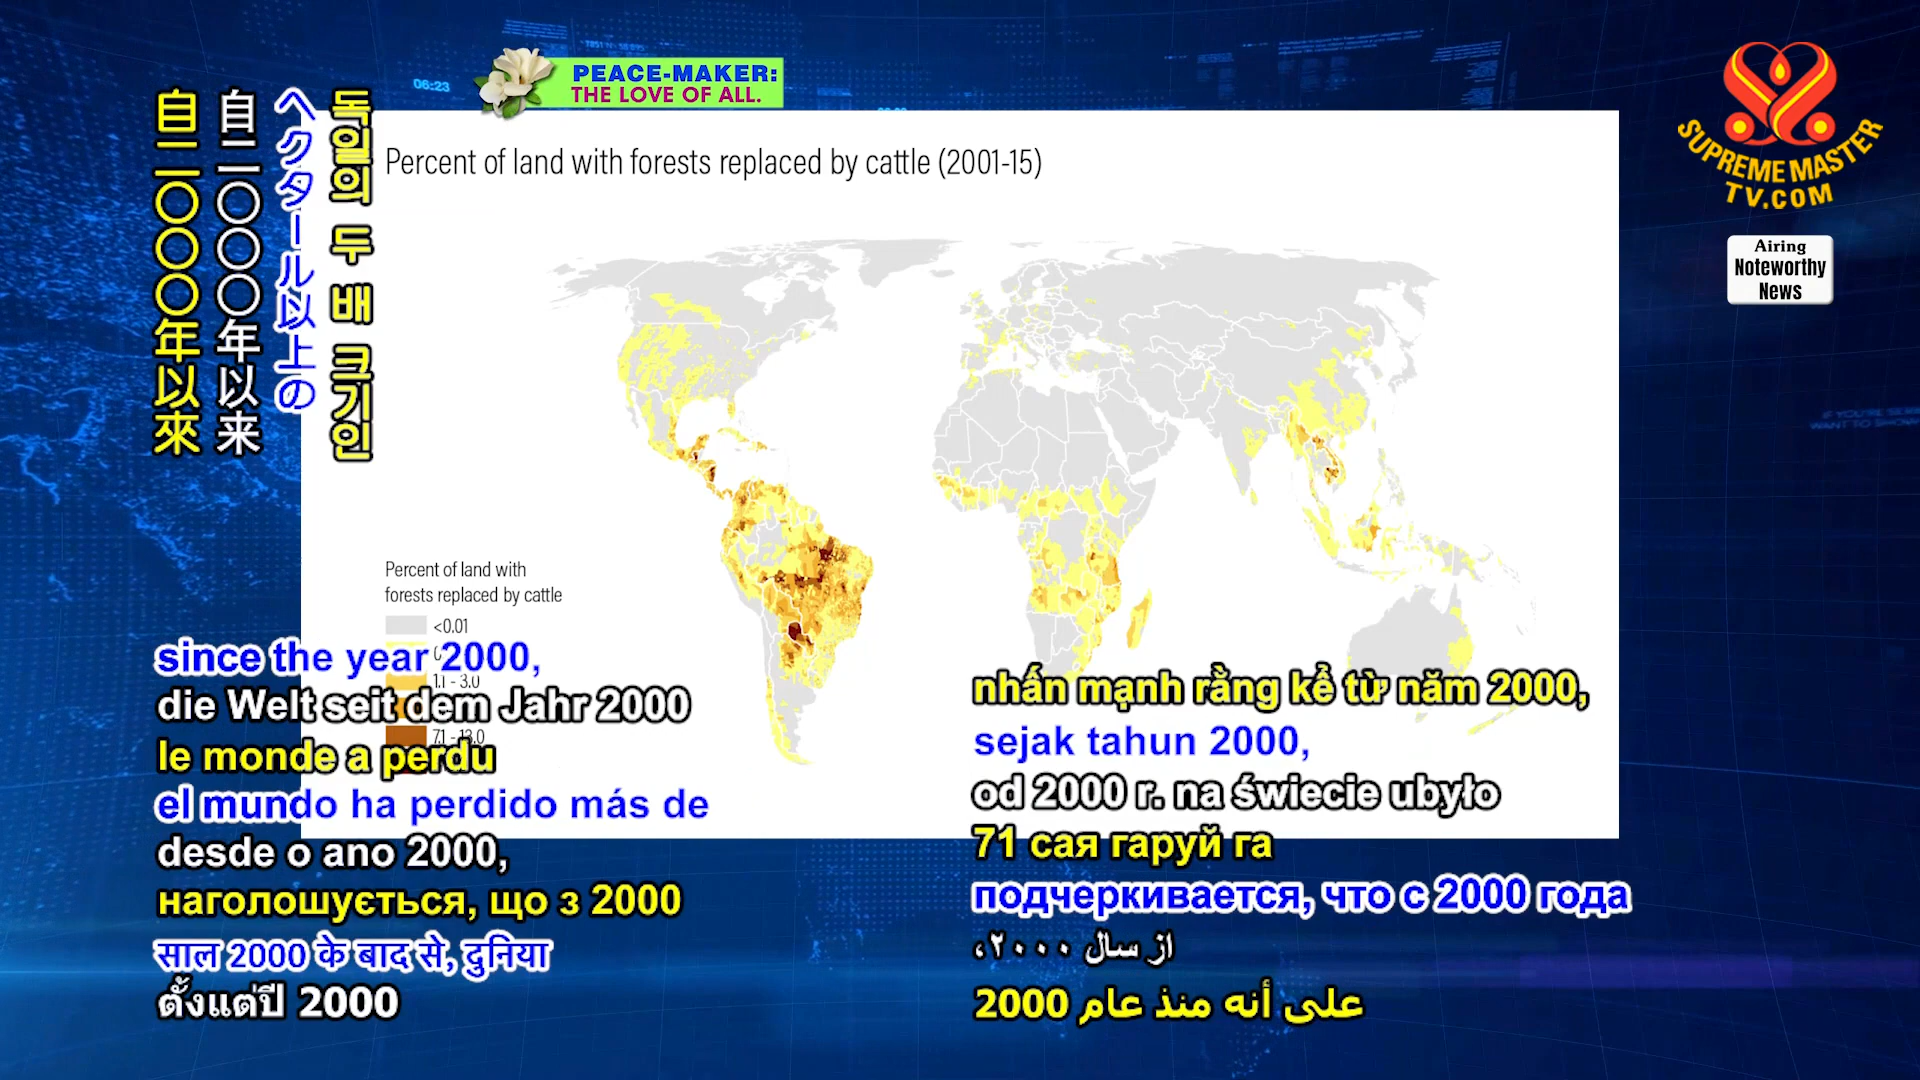 PEACE-MAKER:
THE LOVE OF ALL.
06:23
SUPREME MASTER
TV.COM
Airing
Noteworthy
News
Percent of land with forests replaced by cattle (2001-15)
自二〇〇〇年以來
自二〇〇〇年以来
ヘクタール以上の
독일의 두 배 크기인
Percent of land with
forests replaced by cattle
<0.01
1.1 - 3.0
7.1 - 13.0
since the year 2000,
die Welt seit dem Jahr 2000
le monde a perdu
el mundo ha perdido más de
desde o ano 2000,
наголошується, що з 2000
साल 2000 के बाद से, दुनिया
ตั้งแต่ปี 2000
nhấn mạnh rằng kể từ năm 2000,
sejak tahun 2000,
od 2000 r. na świecie ubyło
71 сая гаруй га
подчеркивается, что с 2000 года
از سال ۲۰۰۰،
على أنه منذ عام 2000